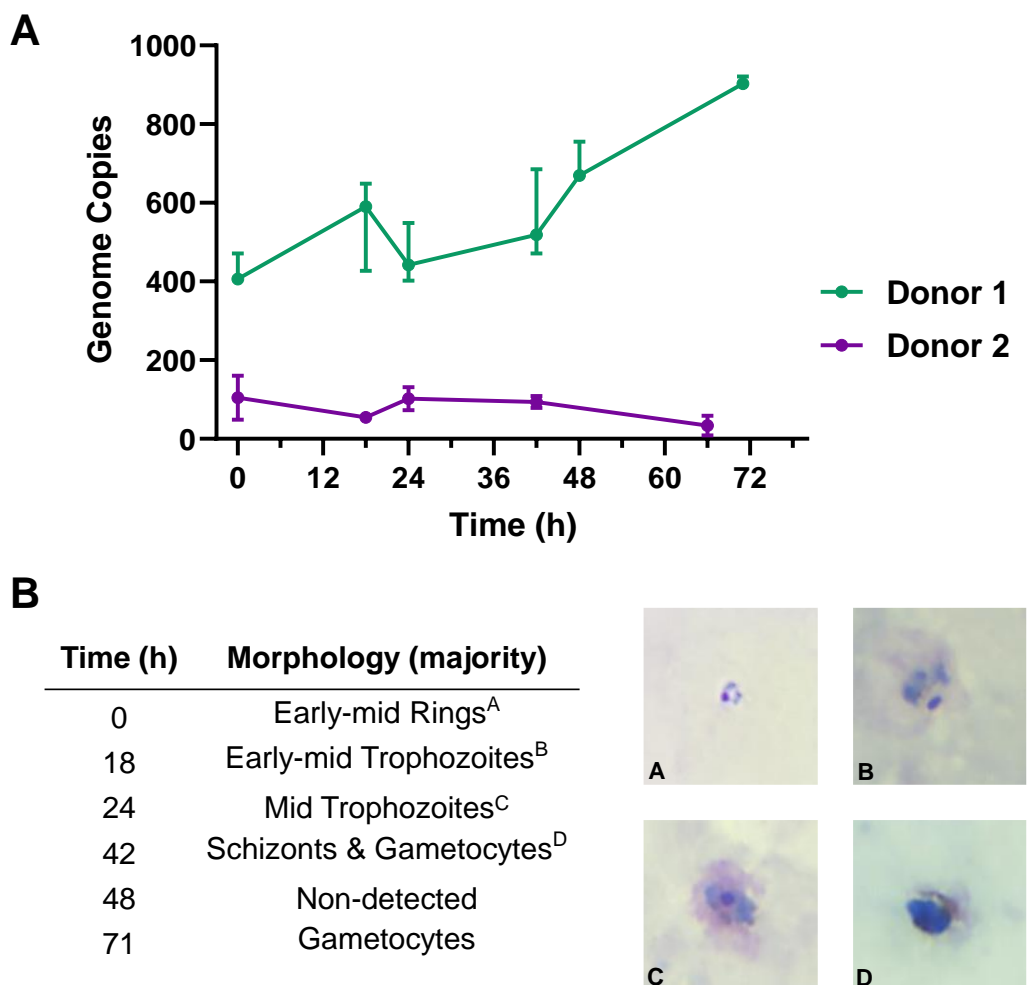 A
1000
800
600
400
200
0
Genome Copies
0 12 24 36 48 60 72
Time (h)
Donor 1
Donor 2
B
Time (h) Morphology (majority)
0 Early-mid Rings^A
18 Early-mid Trophozoites^B
24 Mid Trophozoites^C
42 Schizonts & Gametocytes^D
48 Non-detected
71 Gametocytes
A
B
C
D